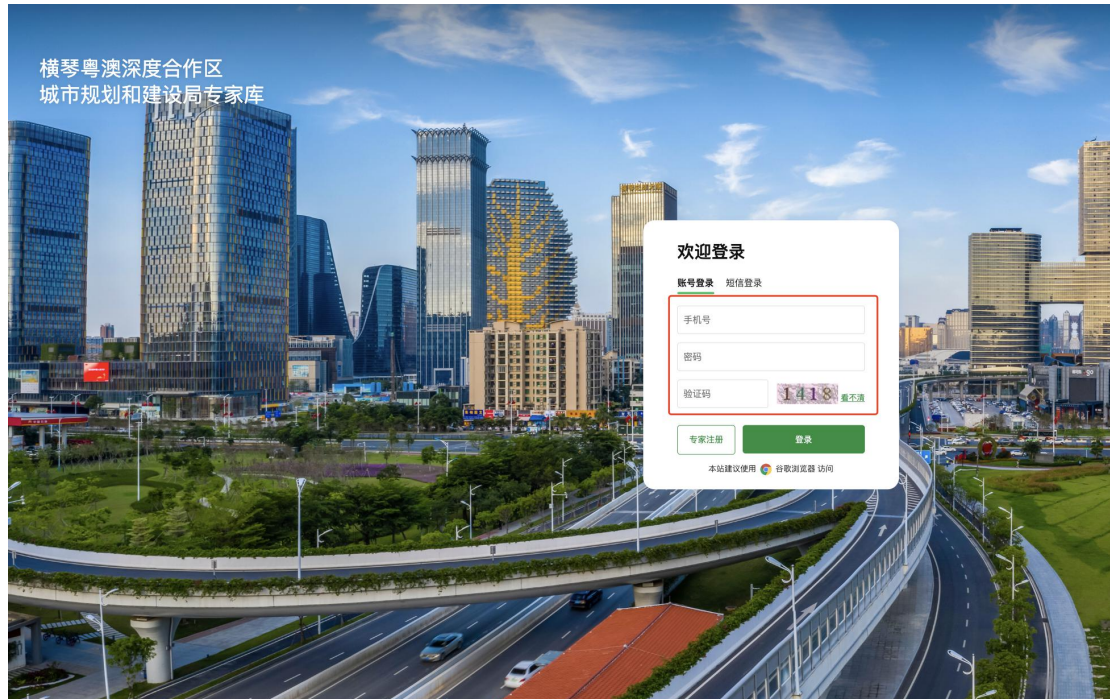 横琴粤澳深度合作区
城市规划和建设局专家库
欢迎登录
账号登录 短信登录
手机号
密码
验证码 1418 看不清
专家注册 登录
本站建议使用 谷歌浏览器 访问